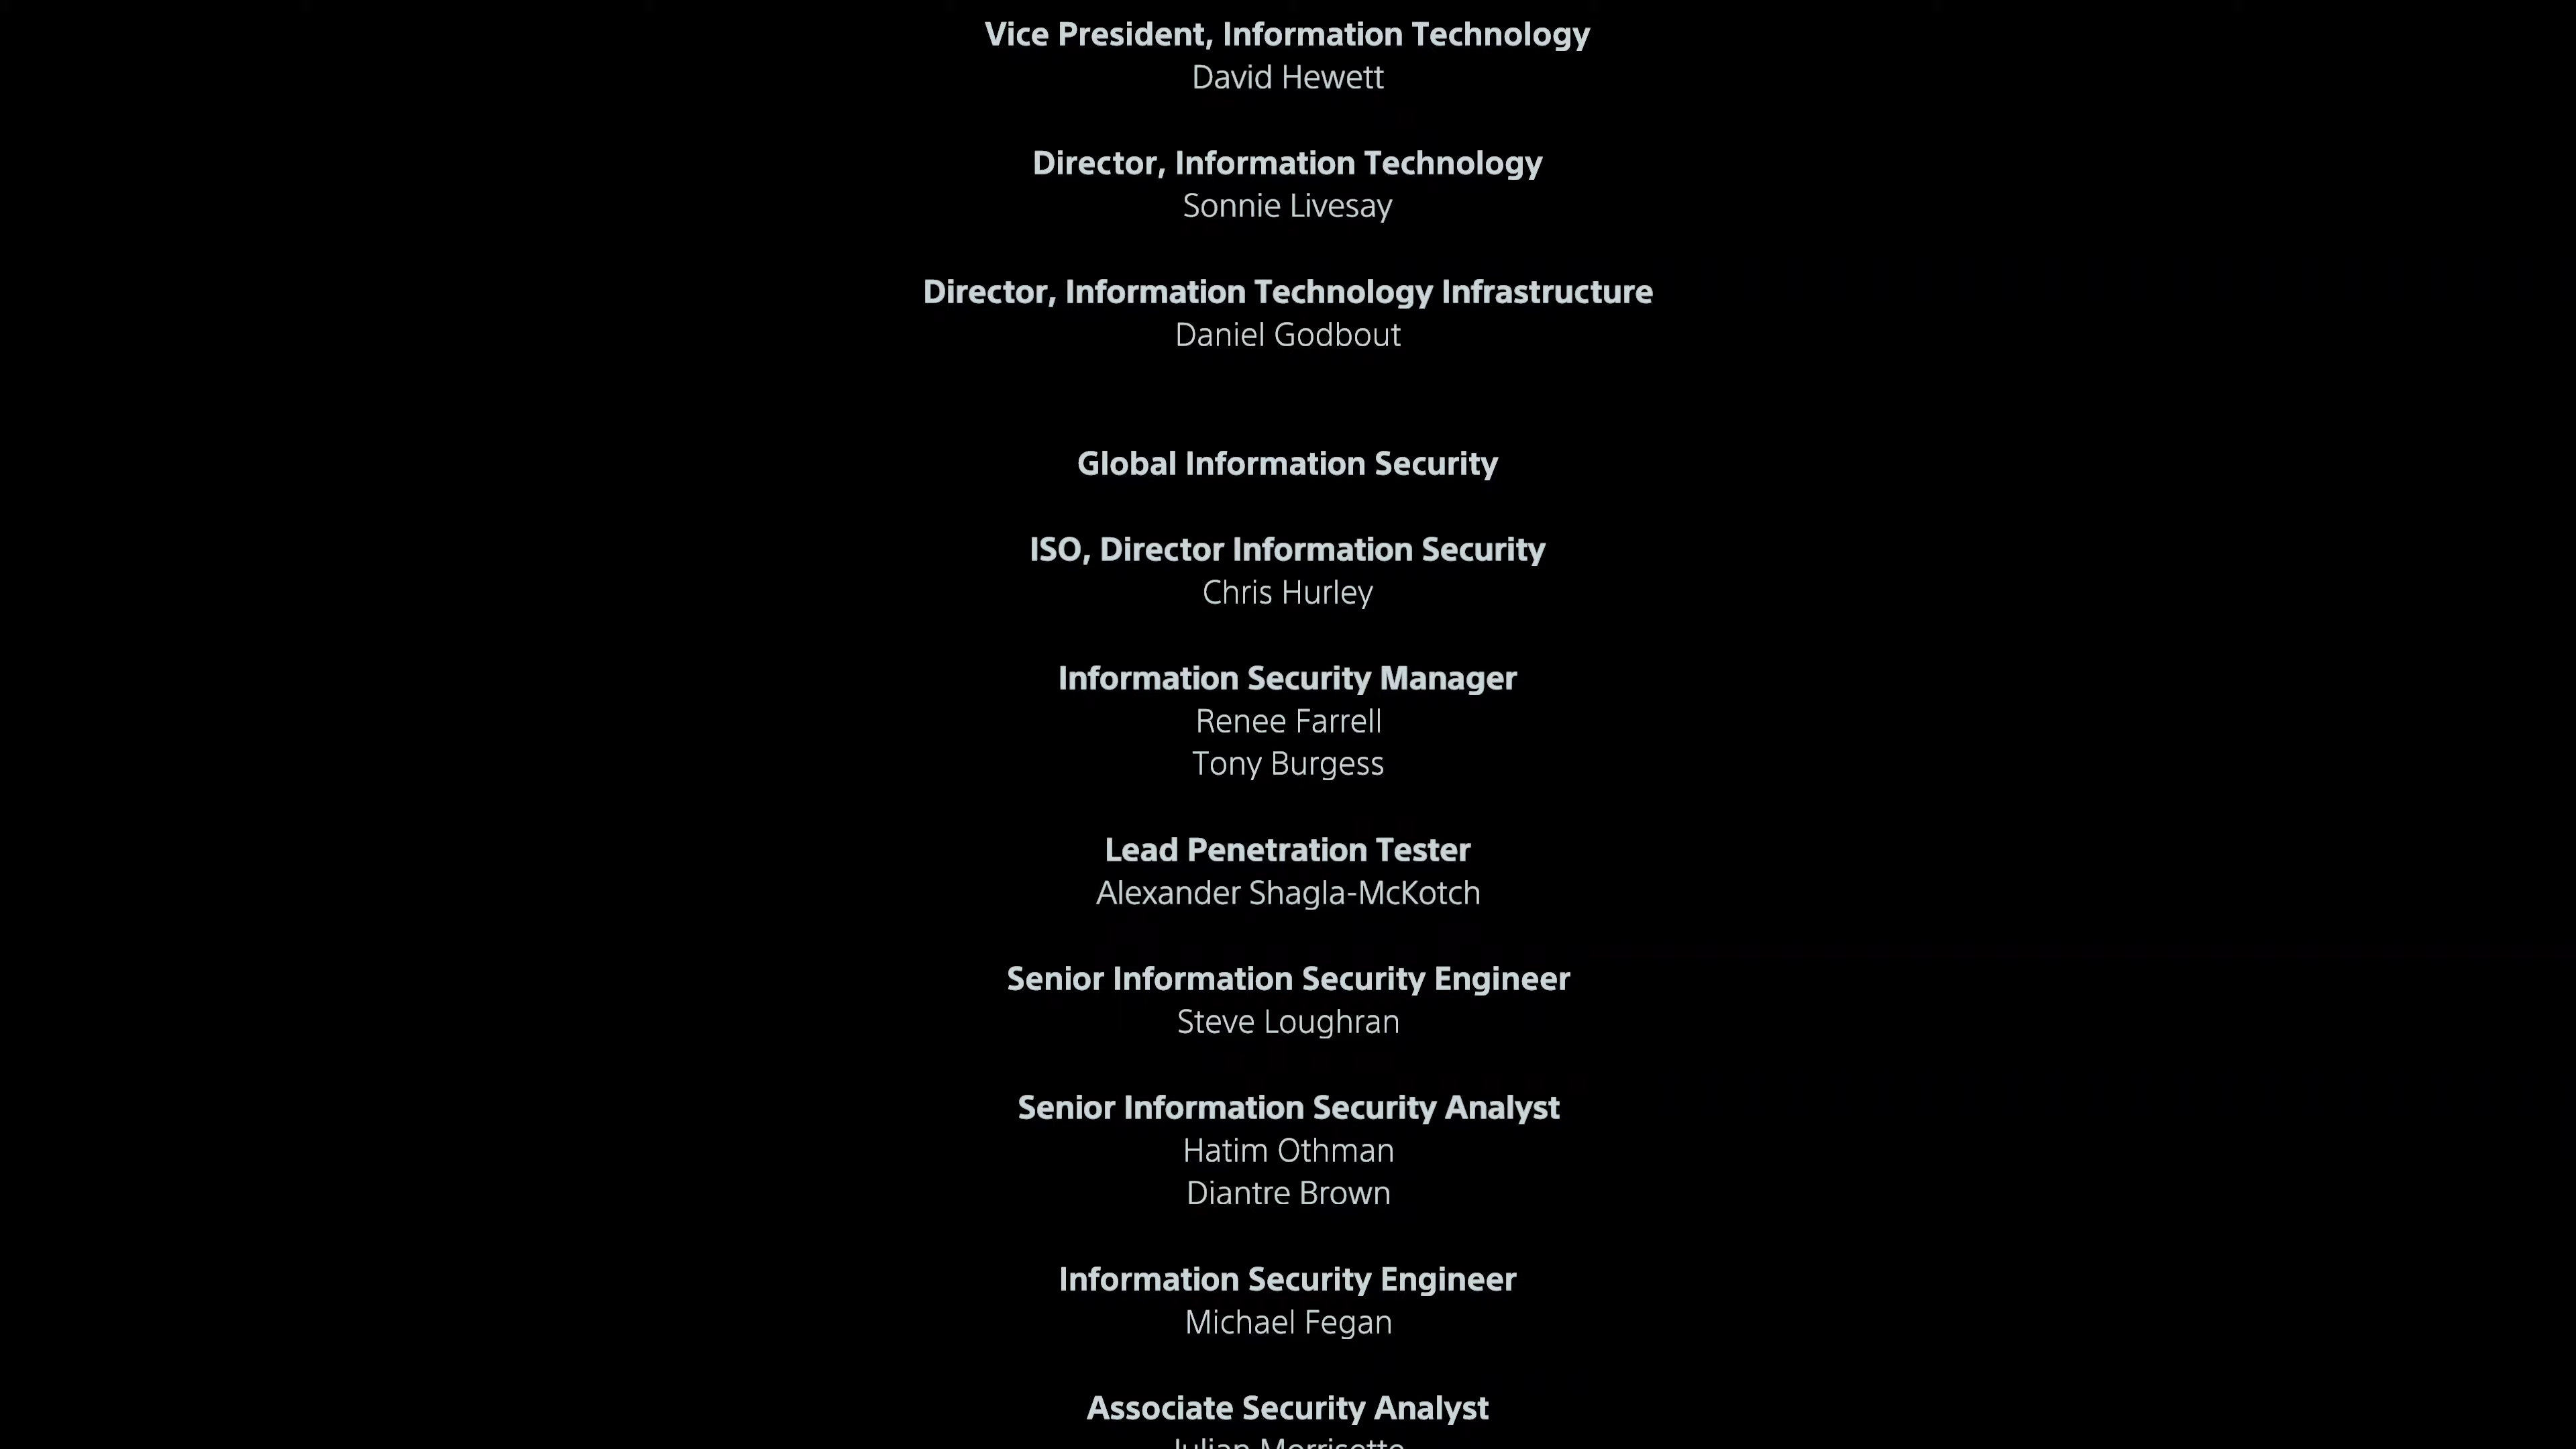 Vice President, Information Technology
David Hewett
Director, Information Technology
Sonnie Livesay
Director, Information Technology Infrastructure
Daniel Godbout
Global Information Security
ISO, Director Information Security
Chris Hurley
Information Security Manager
Renee Farrell
Tony Burgess
Lead Penetration Tester
Alexander Shagla-McKotch
Senior Information Security Engineer
Steve Loughran
Senior Information Security Analyst
Hatim Othman
Diantre Brown
Information Security Engineer
Michael Fegan
Associate Security Analyst